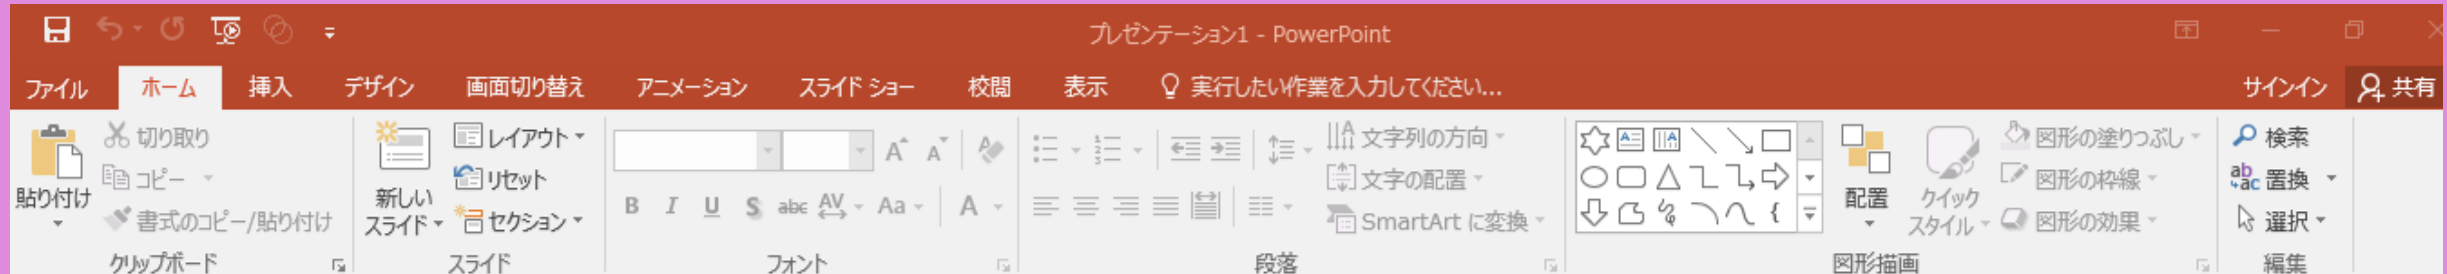 プレゼンテーション1 - PowerPoint
ファイル ホーム 挿入 デザイン 画面切り替え アニメーション スライド ショー 校閲 表示 実行したい作業を入力してください... サインイン 共有
貼り付け
切り取り
コピー
書式のコピー/貼り付け
クリップボード
新しい
スライド
レイアウト
リセット
セクション
スライド
A A A
B I U S abc AV Aa A
フォント
文字列の方向
文字の配置
SmartArt に変換
段落
配置
クイック
スタイル
図形の塗りつぶし
図形の枠線
図形の効果
図形描画
検索
置換
選択
編集